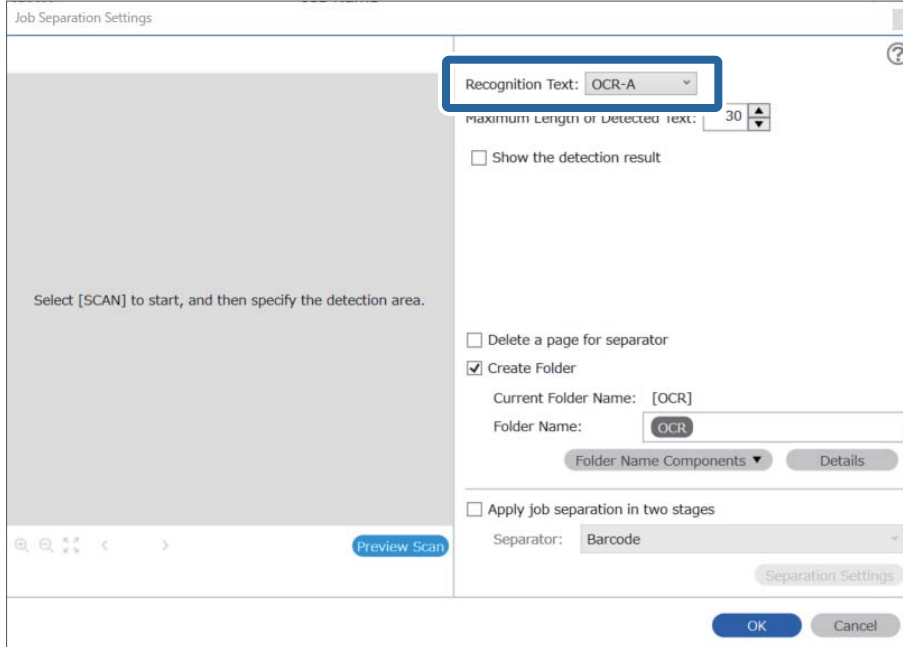 Job Separation Settings
Recognition Text: OCR-A
Maximum Length of Detected Text: 30
Show the detection result
Select [SCAN] to start, and then specify the detection area.
Delete a page for separator
Create Folder
Current Folder Name: [OCR]
Folder Name: OCR
Folder Name Components ▼ Details
Apply job separation in two stages
Preview Scan
Separator: Barcode
Separation Settings
OK Cancel